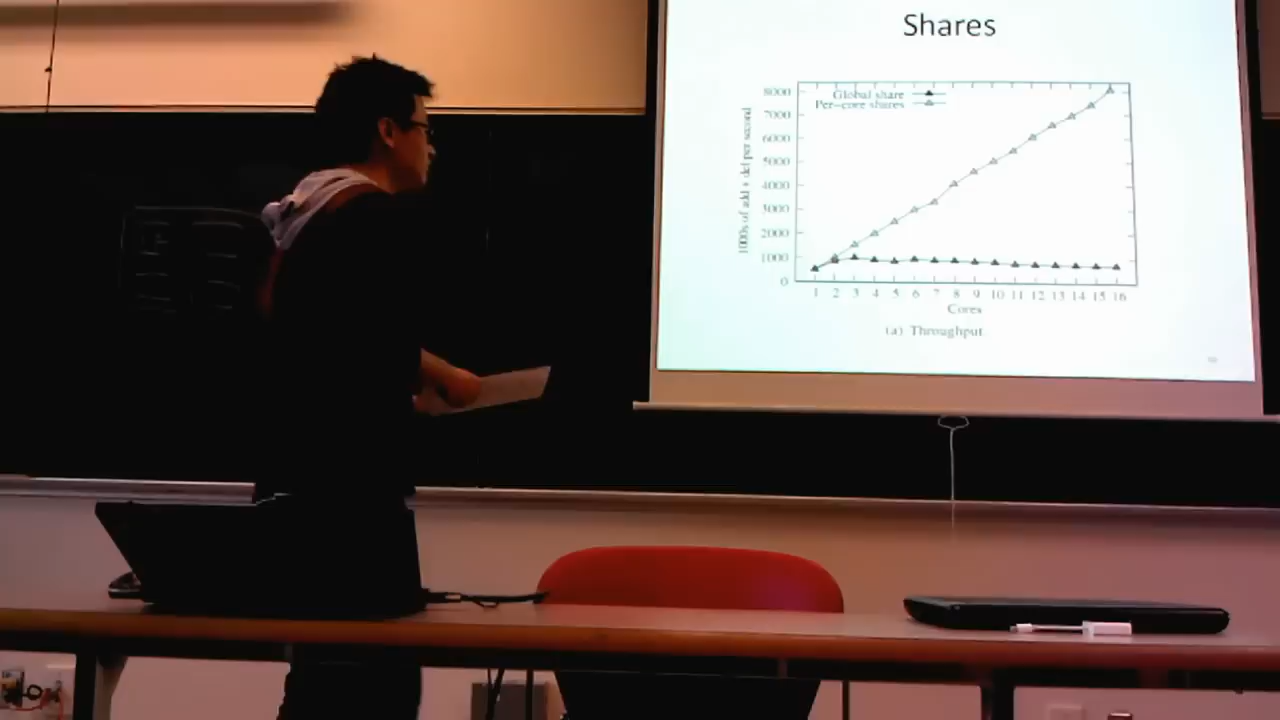 Shares
Global share
Per-core shares
1000s of add + del per second
8000
7000
6000
5000
4000
3000
2000
1000
0
1 2 3 4 5 6 7 8 9 10 11 12 13 14 15 16
Cores
(a) Throughput.